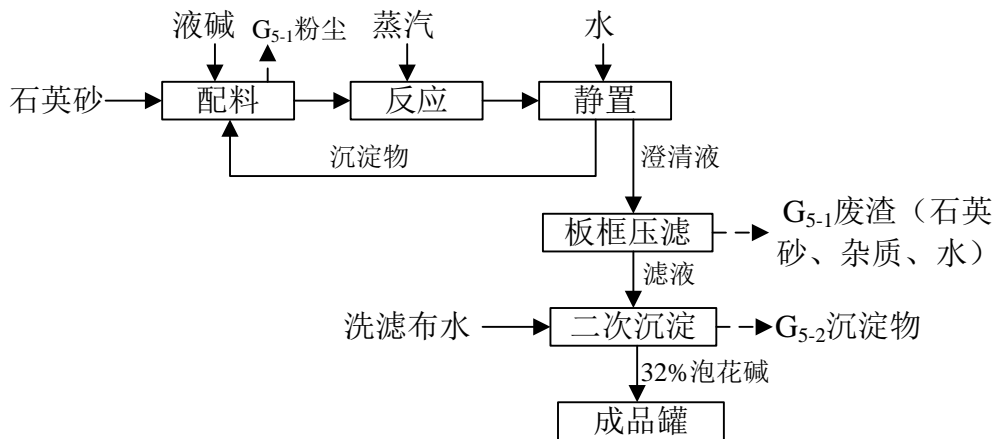 液碱
G5-1粉尘
蒸汽
水
石英砂
配料
反应
静置
沉淀物
澄清液
板框压滤
G5-1废渣（石英
砂、杂质、水）
滤液
洗滤布水
二次沉淀
G5-2沉淀物
32%泡花碱
成品罐